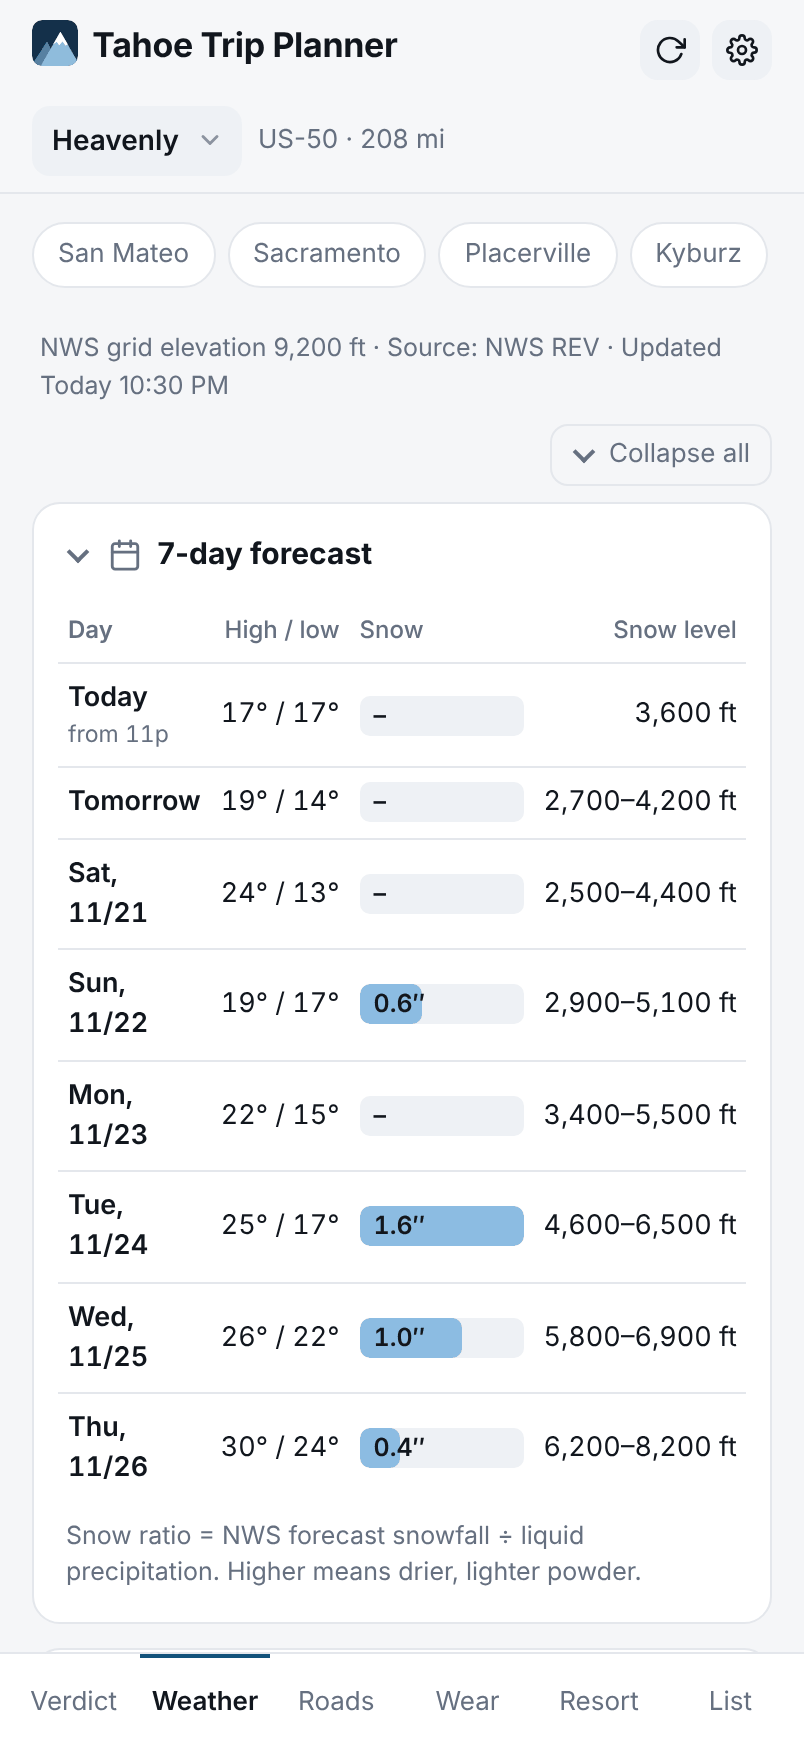 Tahoe Trip Planner
Heavenly
US-50 · 208 mi
San Mateo
Sacramento
Placerville
Kyburz
NWS grid elevation 9,200 ft · Source: NWS REV · Updated
Today 10:30 PM
Collapse all
7-day forecast
Day High / low Snow Snow level
Today
from 11p
17° / 17° – 3,600 ft
Tomorrow 19° / 14° – 2,700–4,200 ft
Sat,
11/21
24° / 13° – 2,500–4,400 ft
Sun,
11/22
19° / 17° 0.6″ 2,900–5,100 ft
Mon,
11/23
22° / 15° – 3,400–5,500 ft
Tue,
11/24
25° / 17° 1.6″ 4,600–6,500 ft
Wed,
11/25
26° / 22° 1.0″ 5,800–6,900 ft
Thu,
11/26
30° / 24° 0.4″ 6,200–8,200 ft
Snow ratio = NWS forecast snowfall ÷ liquid
precipitation. Higher means drier, lighter powder.
Verdict Weather Roads Wear Resort List